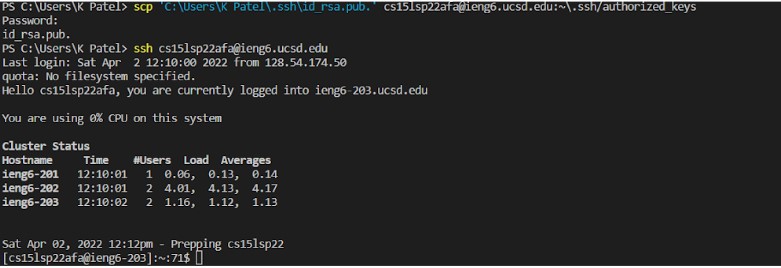 PS C:\Users\K Patel> scp 'C:\Users\K Patel\.ssh\id_rsa.pub.' cs15lsp22afa@ieng6.ucsd.edu:~\.ssh/authorized_keys
Password:
id_rsa.pub.
PS C:\Users\K Patel> ssh cs15lsp22afa@ieng6.ucsd.edu
Last login: Sat Apr  2 12:10:00 2022 from 128.54.174.50
quota: No filesystem specified.
Hello cs15lsp22afa, you are currently logged into ieng6-203.ucsd.edu
You are using 0% CPU on this system
Cluster Status
Hostname     Time    #Users  Load  Averages
ieng6-201   12:10:01   1  0.06,  0.13,  0.14
ieng6-202   12:10:01   2  4.01,  4.13,  4.17
ieng6-203   12:10:02   2  1.16,  1.12,  1.13
Sat Apr 02, 2022 12:12pm - Prepping cs15lsp22
[cs15lsp22afa@ieng6-203]:~:71$